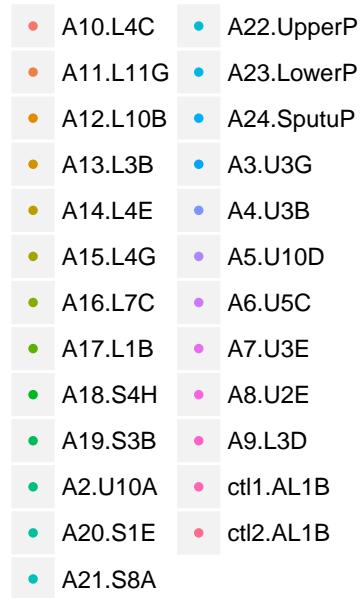 A10.L4C
A11.L11G
A12.L10B
A13.L3B
A14.L4E
A15.L4G
A16.L7C
A17.L1B
A18.S4H
A19.S3B
A2.U10A
A20.S1E
A21.S8A
A22.UpperP
A23.LowerP
A24.SputuP
A3.U3G
A4.U3B
A5.U10D
A6.U5C
A7.U3E
A8.U2E
A9.L3D
ctl1.AL1B
ctl2.AL1B